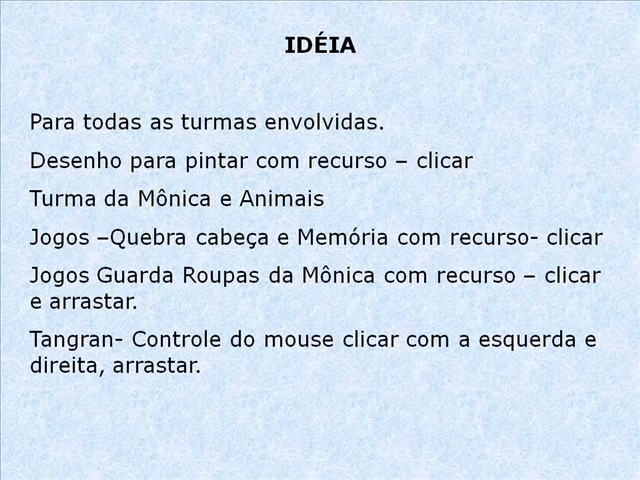 IDÉIA
Para todas as turmas envolvidas.
Desenho para pintar com recurso – clicar
Turma da Mônica e Animais
Jogos –Quebra cabeça e Memória com recurso- clicar
Jogos Guarda Roupas da Mônica com recurso – clicar
e arrastar.
Tangran- Controle do mouse clicar com a esquerda e
direita, arrastar.